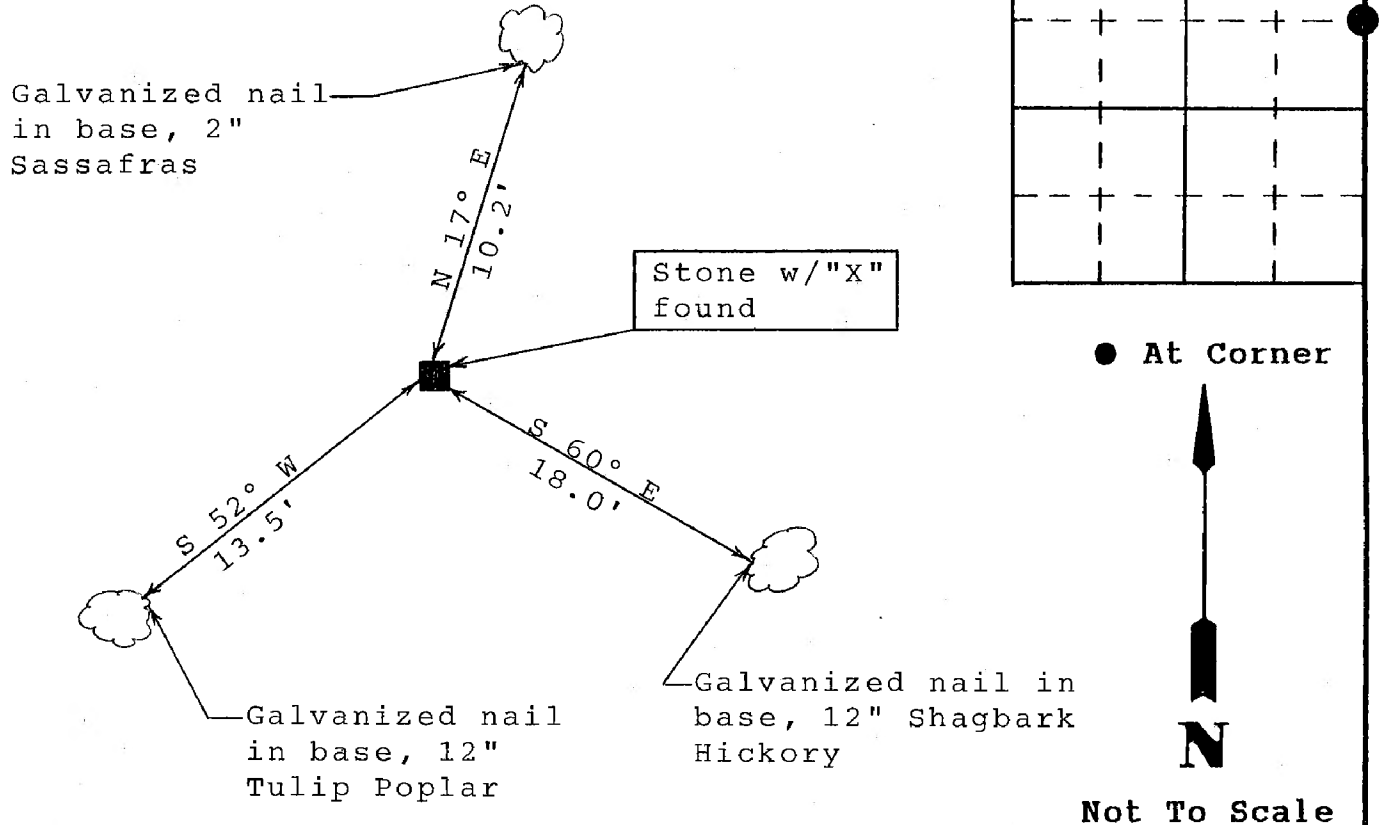 Galvanized nail
in base, 2"
Sassafras
N 17° E
10.2'
Stone w/"X"
found
● At Corner
S 52° W
13.5'
S 60° E
18.0'
Galvanized nail
in base, 12"
Tulip Poplar
Galvanized nail in
base, 12" Shagbark
Hickory
N
Not To Scale